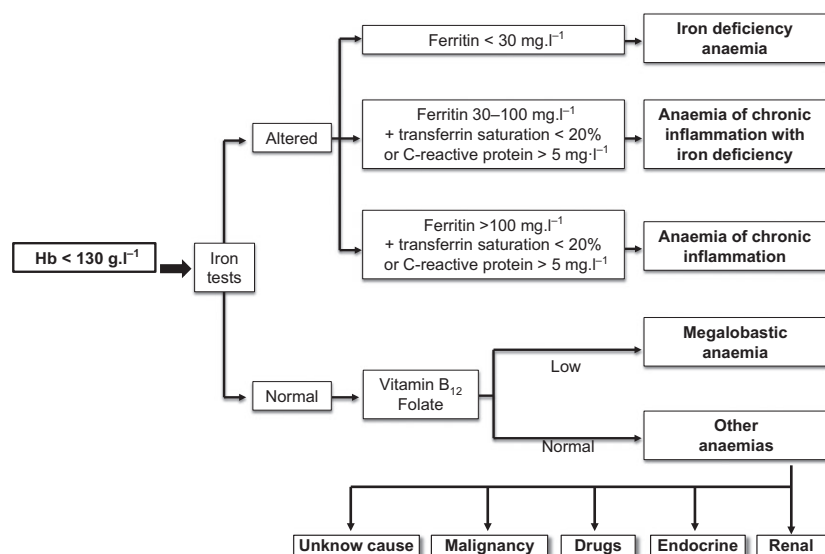 Ferritin < 30 mg.l⁻¹
Iron deficiency
anaemia
Altered
Ferritin 30–100 mg.l⁻¹
+ transferrin saturation < 20%
or C-reactive protein > 5 mg·l⁻¹
Anaemia of chronic
inflammation with
iron deficiency
Ferritin >100 mg.l⁻¹
+ transferrin saturation < 20%
or C-reactive protein > 5 mg.l⁻¹
Anaemia of chronic
inflammation
Hb < 130 g.l⁻¹
Iron
tests
Normal
Vitamin B₁₂
Folate
Low
Megalobastic
anaemia
Normal
Other
anaemias
Unknow cause
Malignancy
Drugs
Endocrine
Renal